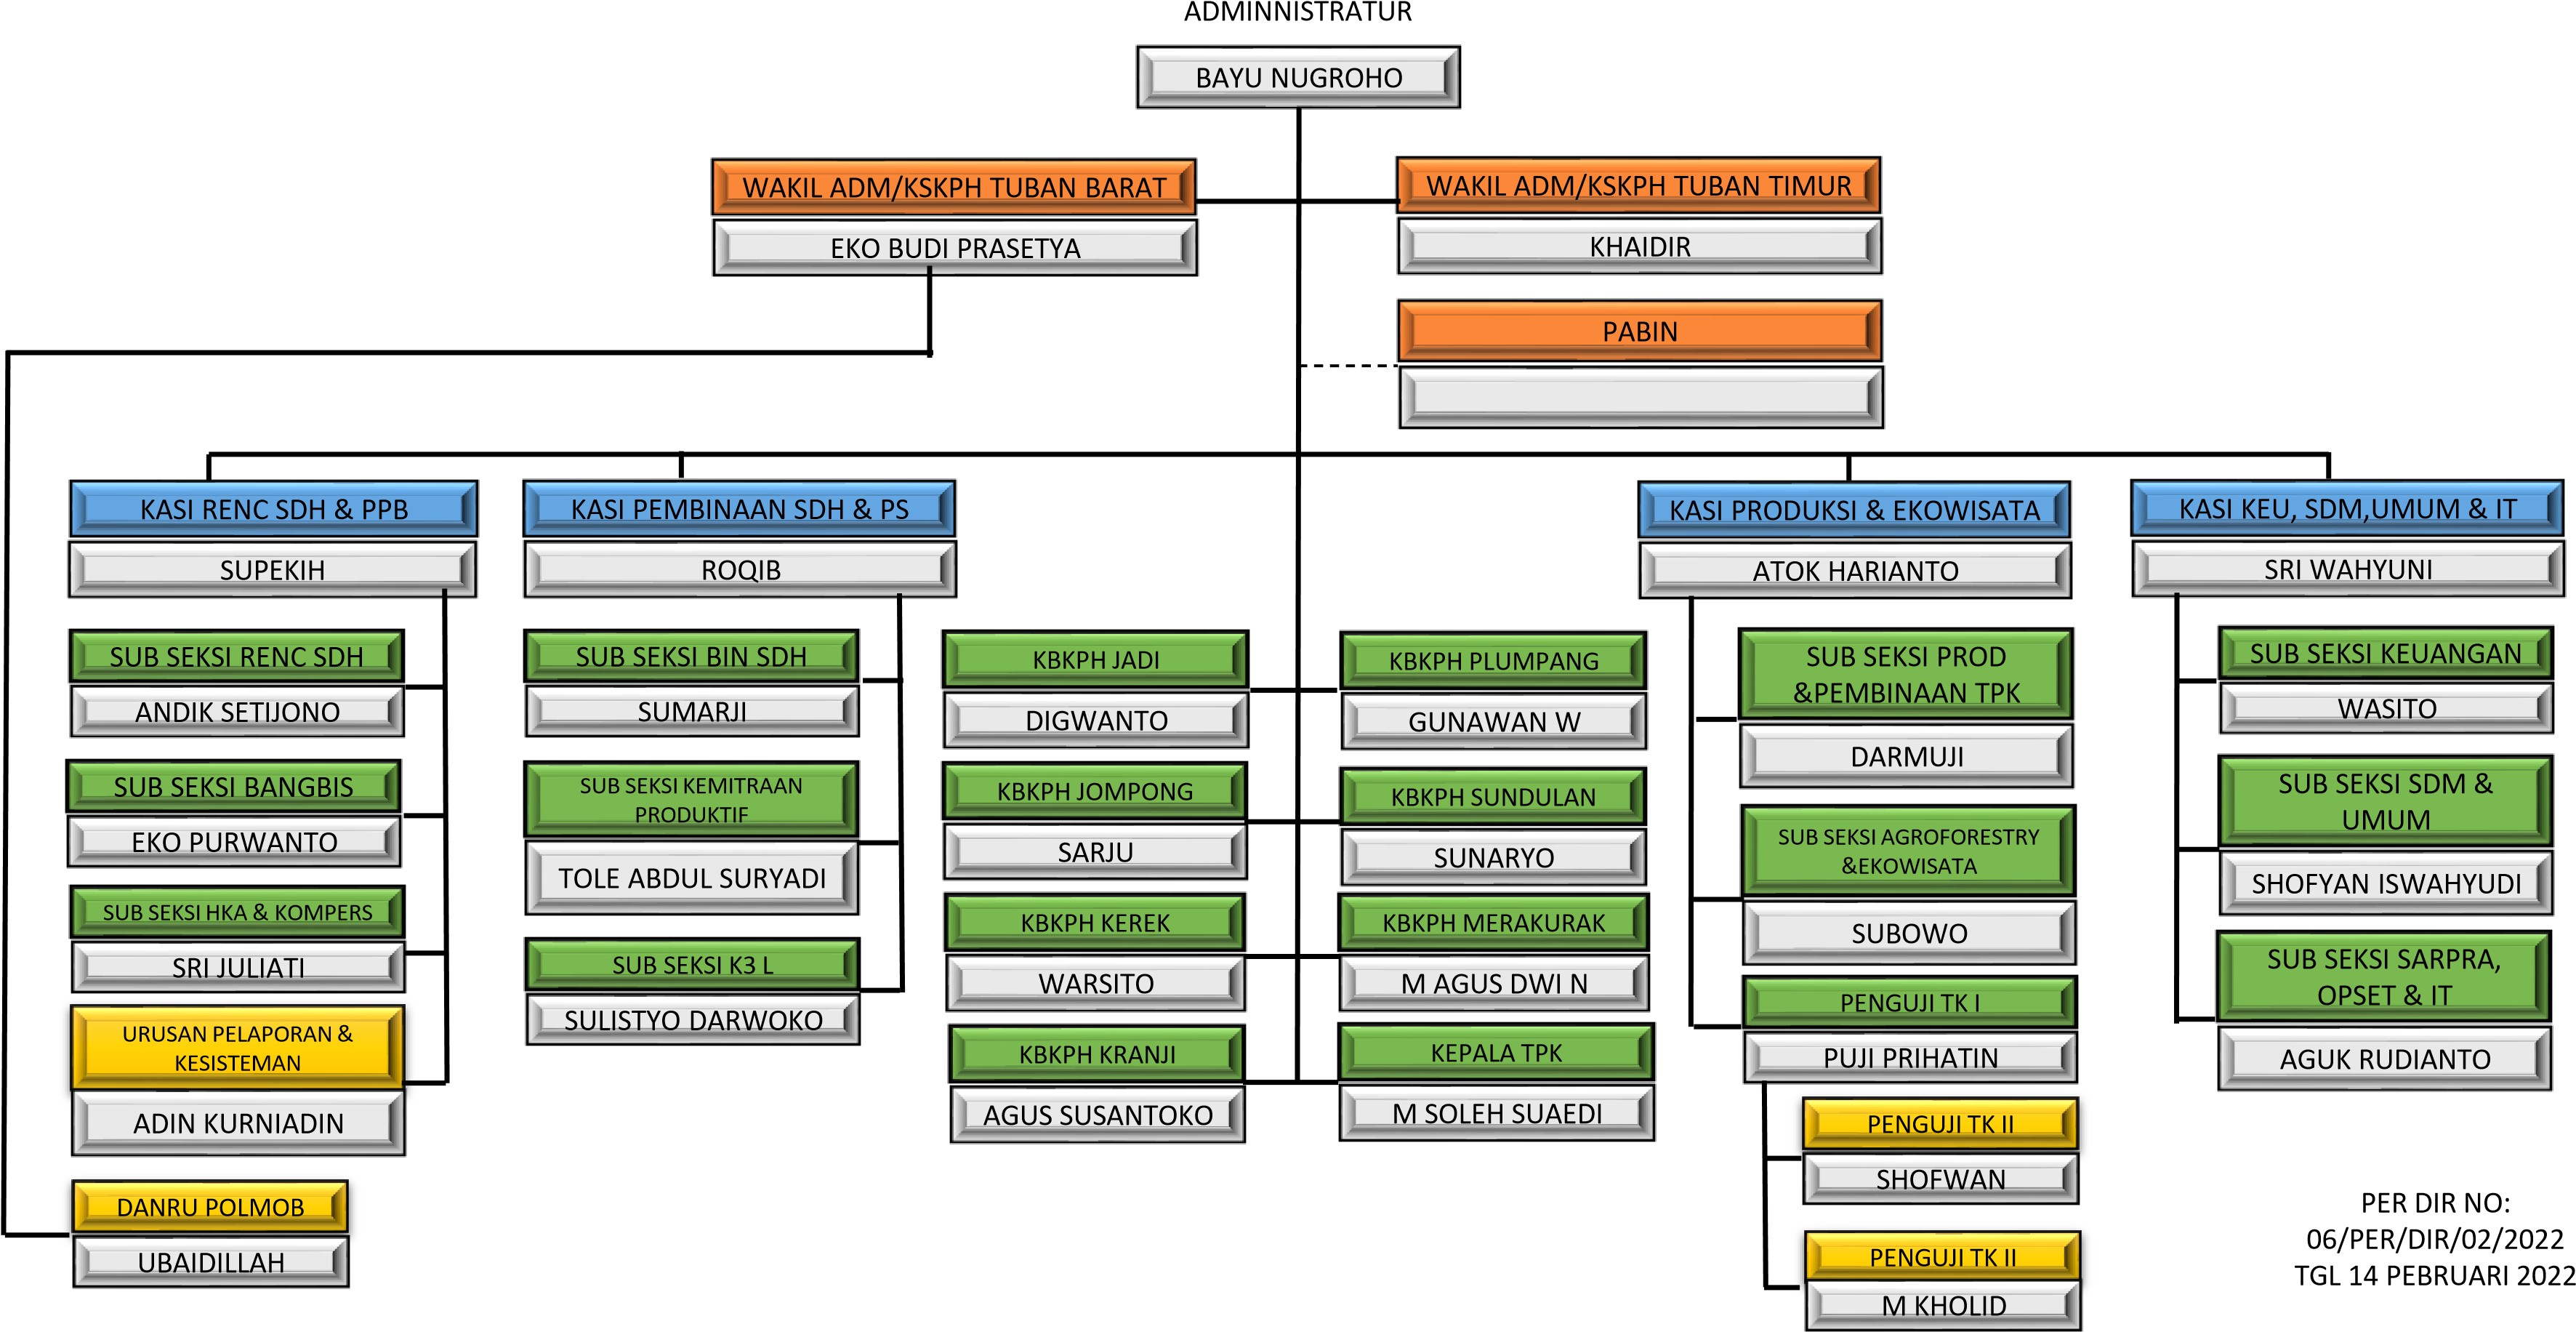 ADMINNISTRATUR
BAYU NUGROHO
WAKIL ADM/KSKPH TUBAN BARAT
EKO BUDI PRASETYA
WAKIL ADM/KSKPH TUBAN TIMUR
KHAIDIR
PABIN
KASI RENC SDH & PPB
SUPEKIH
SUB SEKSI RENC SDH
ANDIK SETIJONO
SUB SEKSI BANGBIS
EKO PURWANTO
SUB SEKSI HKA & KOMPERS
SRI JULIATI
URUSAN PELAPORAN &
KESISTEMAN
ADIN KURNIADIN
DANRU POLMOB
UBAIDILLAH
KASI PEMBINAAN SDH & PS
ROQIB
SUB SEKSI BIN SDH
SUMARJI
SUB SEKSI KEMITRAAN
PRODUKTIF
TOLE ABDUL SURYADI
SUB SEKSI K3 L
SULISTYO DARWOKO
KBKPH JADI
DIGWANTO
KBKPH JOMPONG
SARJU
KBKPH KEREK
WARSITO
KBKPH KRANJI
AGUS SUSANTOKO
KBKPH PLUMPANG
GUNAWAN W
KBKPH SUNDULAN
SUNARYO
KBKPH MERAKURAK
M AGUS DWI N
KEPALA TPK
M SOLEH SUAEDI
KASI PRODUKSI & EKOWISATA
ATOK HARIANTO
SUB SEKSI PROD
&PEMBINAAN TPK
DARMUJI
SUB SEKSI AGROFORESTRY
&EKOWISATA
SUBOWO
PENGUJI TK I
PUJI PRIHATIN
PENGUJI TK II
SHOFWAN
PENGUJI TK II
M KHOLID
KASI KEU, SDM,UMUM & IT
SRI WAHYUNI
SUB SEKSI KEUANGAN
WASITO
SUB SEKSI SDM &
UMUM
SHOFYAN ISWAHYUDI
SUB SEKSI SARPRA,
OPSET & IT
AGUK RUDIANTO
PER DIR NO:
06/PER/DIR/02/2022
TGL 14 PEBRUARI 2022